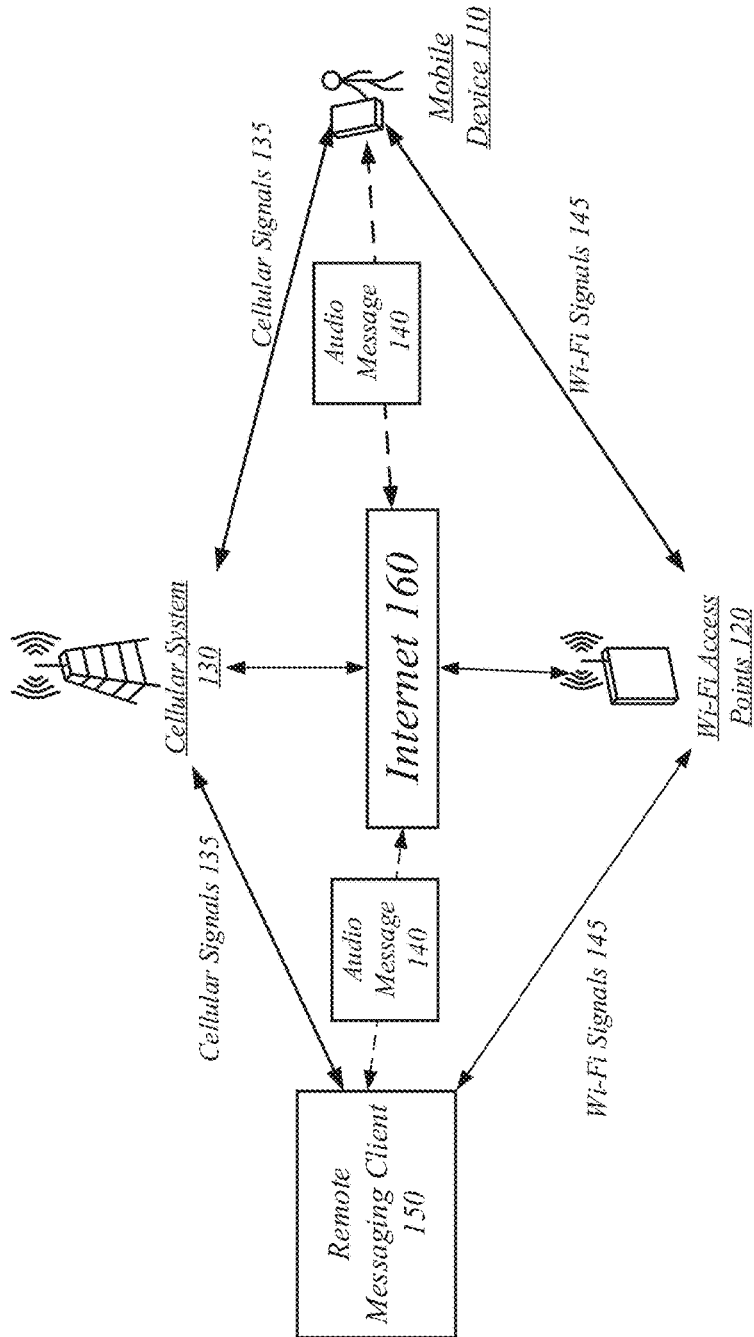 Cellular System
130
Cellular Signals 135
Cellular Signals 135
Remote
Messaging Client
150
Audio
Message
140
Internet 160
Audio
Message
140
Mobile
Device 110
Wi-Fi Signals 145
Wi-Fi Signals 145
Wi-Fi Access
Points 120